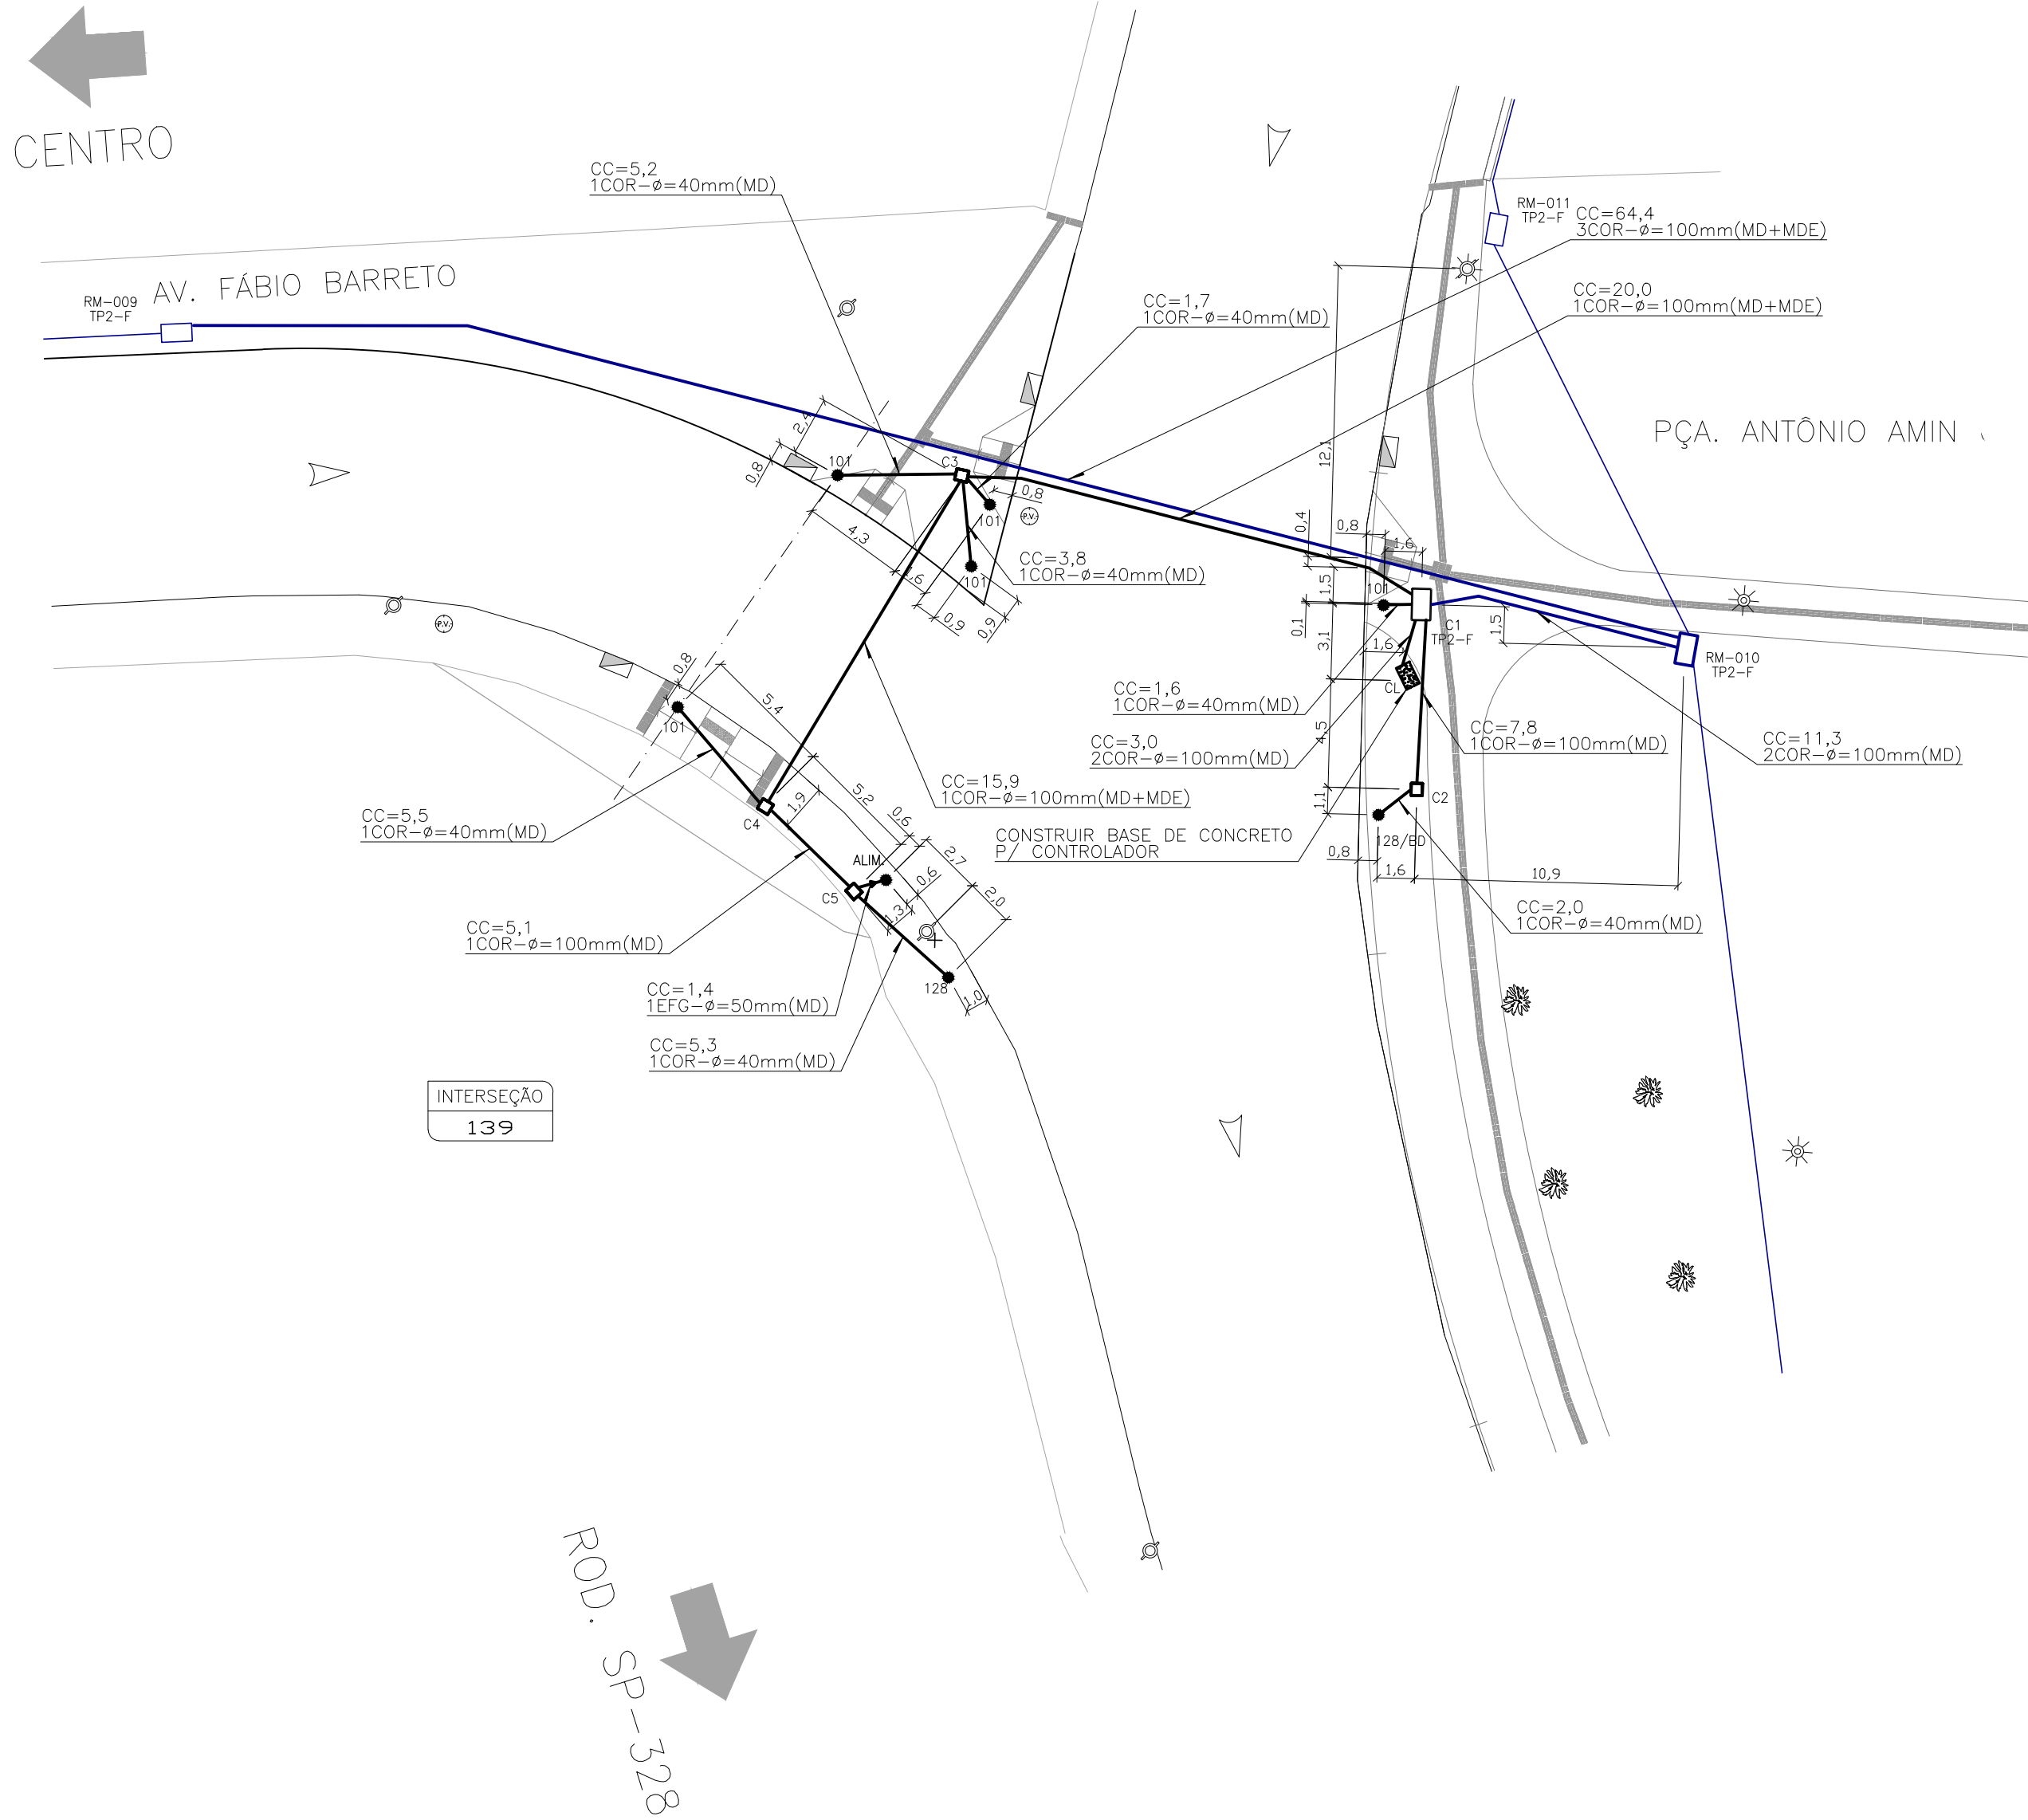 CENTRO
CC=5,2
1COR-ø=40mm(MD)
RM-011
TP2-F
CC=64,4
3COR-ø=100mm(MD+MDE)
AV. FÁBIO BARRETO
RM-009
TP2-F
CC=1,7
1COR-ø=40mm(MD)
CC=20,0
1COR-ø=100mm(MD+MDE)
PÇA. ANTÔNIO AMIN
2,4
0,8
101
C3
12,1
0,8
101
P.V.
4,3
0,4
0,8
1,6
CC=3,8
1COR-ø=40mm(MD)
101
1,5
101
,6
0,9
0,9
0,1
3,1
1,6
C1
TP2-F
1,5
RM-010
TP2-F
P.V.
0,8
5,4
101
CL
CC=1,6
1COR-ø=40mm(MD)
4,5
CC=7,8
1COR-ø=100mm(MD)
CC=3,0
2COR-ø=100mm(MD)
CC=11,3
2COR-ø=100mm(MD)
CC=15,9
1COR-ø=100mm(MD+MDE)
5,2
1,9
C4
0,6
1,1
C2
CC=5,5
1COR-ø=40mm(MD)
CONSTRUIR BASE DE CONCRETO
P/ CONTROLADOR
128/BD
0,8
1,6
10,9
2,7
ALIM.
0,6
2,0
C5
1,3
CC=2,0
1COR-ø=40mm(MD)
CC=5,1
1COR-ø=100mm(MD)
128
1,0
CC=1,4
1EFG-ø=50mm(MD)
CC=5,3
1COR-ø=40mm(MD)
INTERSEÇÃO
139
ROD. SP-328